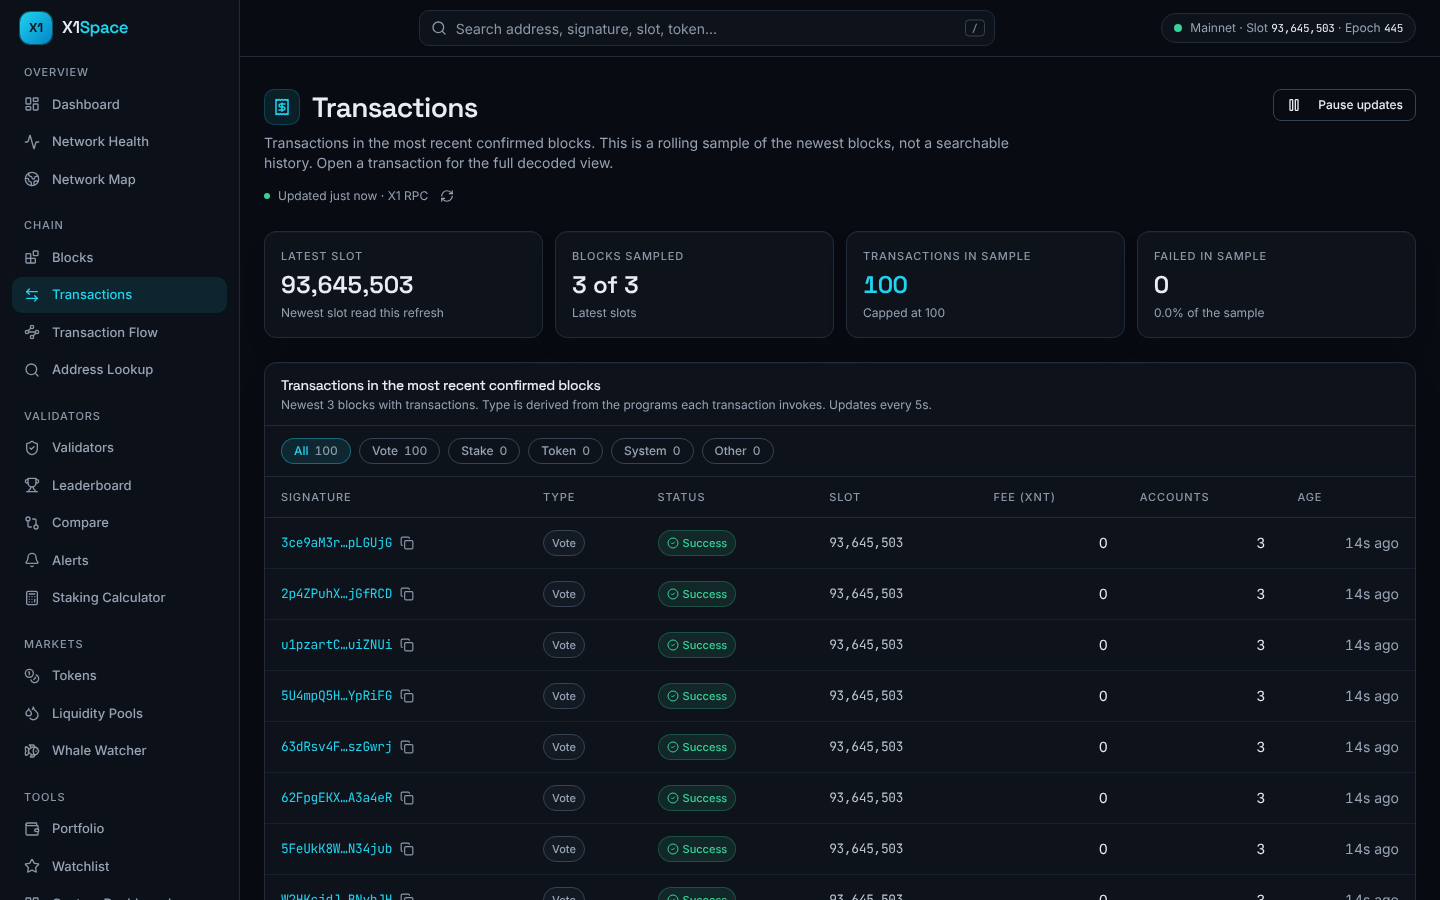 X1 X1Space
Search address, signature, slot, token... /
Mainnet · Slot 93,645,503 · Epoch 445
OVERVIEW
Dashboard
Network Health
Network Map
CHAIN
Blocks
Transactions
Transaction Flow
Address Lookup
VALIDATORS
Validators
Leaderboard
Compare
Alerts
Staking Calculator
MARKETS
Tokens
Liquidity Pools
Whale Watcher
TOOLS
Portfolio
Watchlist
Transactions
Pause updates
Transactions in the most recent confirmed blocks. This is a rolling sample of the newest blocks, not a searchable
history. Open a transaction for the full decoded view.
Updated just now · X1 RPC
LATEST SLOT
93,645,503
Newest slot read this refresh
BLOCKS SAMPLED
3 of 3
Latest slots
TRANSACTIONS IN SAMPLE
100
Capped at 100
FAILED IN SAMPLE
0
0.0% of the sample
Transactions in the most recent confirmed blocks
Newest 3 blocks with transactions. Type is derived from the programs each transaction invokes. Updates every 5s.
All 100 Vote 100 Stake 0 Token 0 System 0 Other 0
SIGNATURE TYPE STATUS SLOT FEE (XNT) ACCOUNTS AGE
3ce9aM3r…pLGUjG Vote Success 93,645,503 0 3 14s ago
2p4ZPuhX…jGfRCD Vote Success 93,645,503 0 3 14s ago
u1pzartC…uiZNUi Vote Success 93,645,503 0 3 14s ago
5U4mpQ5H…YpRiFG Vote Success 93,645,503 0 3 14s ago
63dRsv4F…szGwrj Vote Success 93,645,503 0 3 14s ago
62FpgEKX…A3a4eR Vote Success 93,645,503 0 3 14s ago
5FeUkK8W…N34jub Vote Success 93,645,503 0 3 14s ago
Vote Success 93,645,503 0 3 14s ago